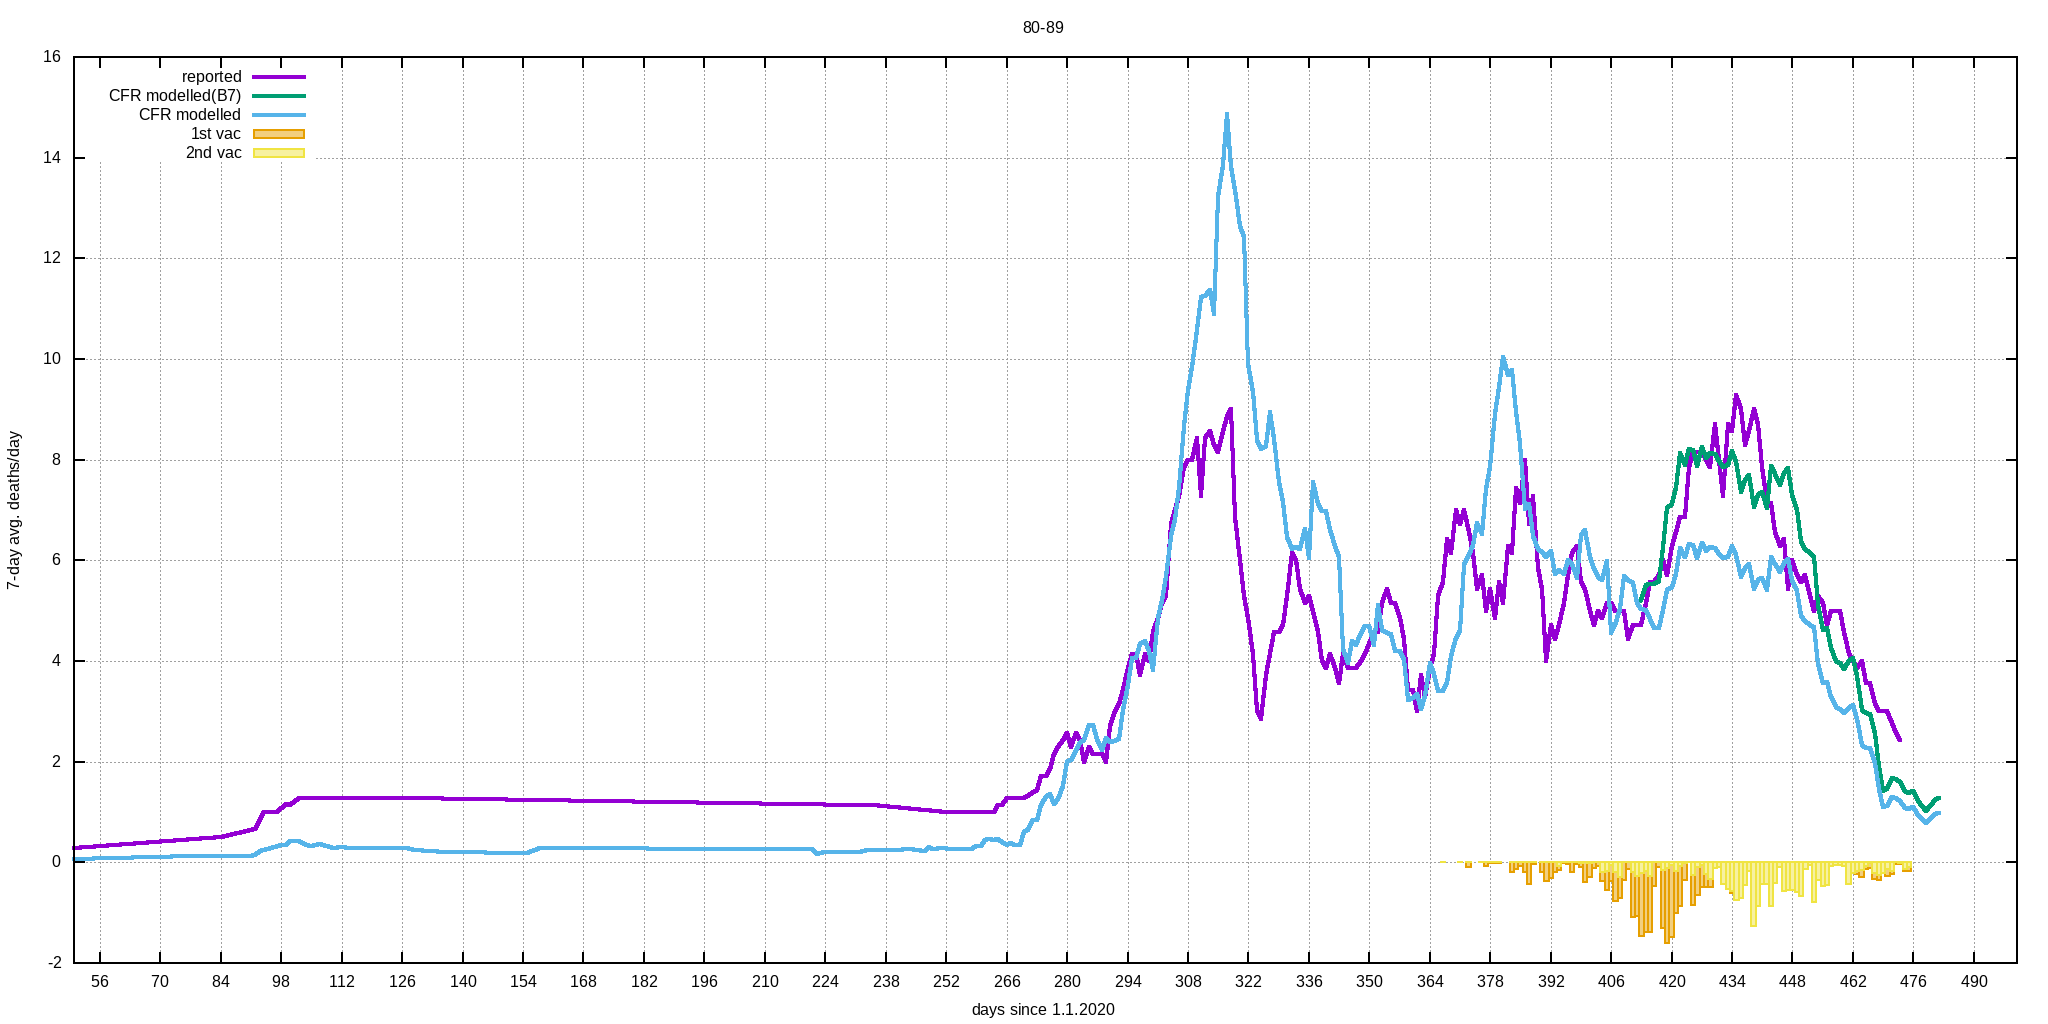 80-89
16
14
12
10
8
6
4
2
0
-2
7-day avg. deaths/day
reported
CFR modelled(B7)
CFR modelled
1st vac
2nd vac
56 70 84 98 112 126 140 154 168 182 196 210 224 238 252 266 280 294 308 322 336 350 364 378 392 406 420 434 448 462 476 490
days since 1.1.2020